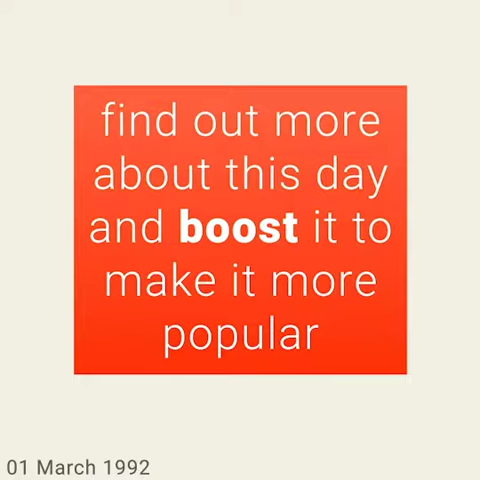 find out more
about this day
and boost it to
make it more
popular
01 March 1992